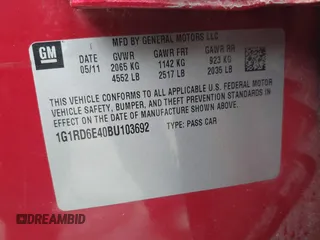 GM
MFD BY GENERAL MOTORS LLC
DATE GVWR GAWR FRT GAWR RR
05/11 2065 KG 1142 KG 923 KG
4552 LB 2517 LB 2035 LB
THIS VEHICLE CONFORMS TO ALL APPLICABLE U.S. FEDERAL MOTOR
VEHICLE SAFETY, BUMPER, AND THEFT PREVENTION STANDARDS
IN EFFECT ON THE DATE OF MANUFACTURE SHOWN ABOVE.
1G1RD6E40BU103692 TYPE: PASS CAR
DREAMBID